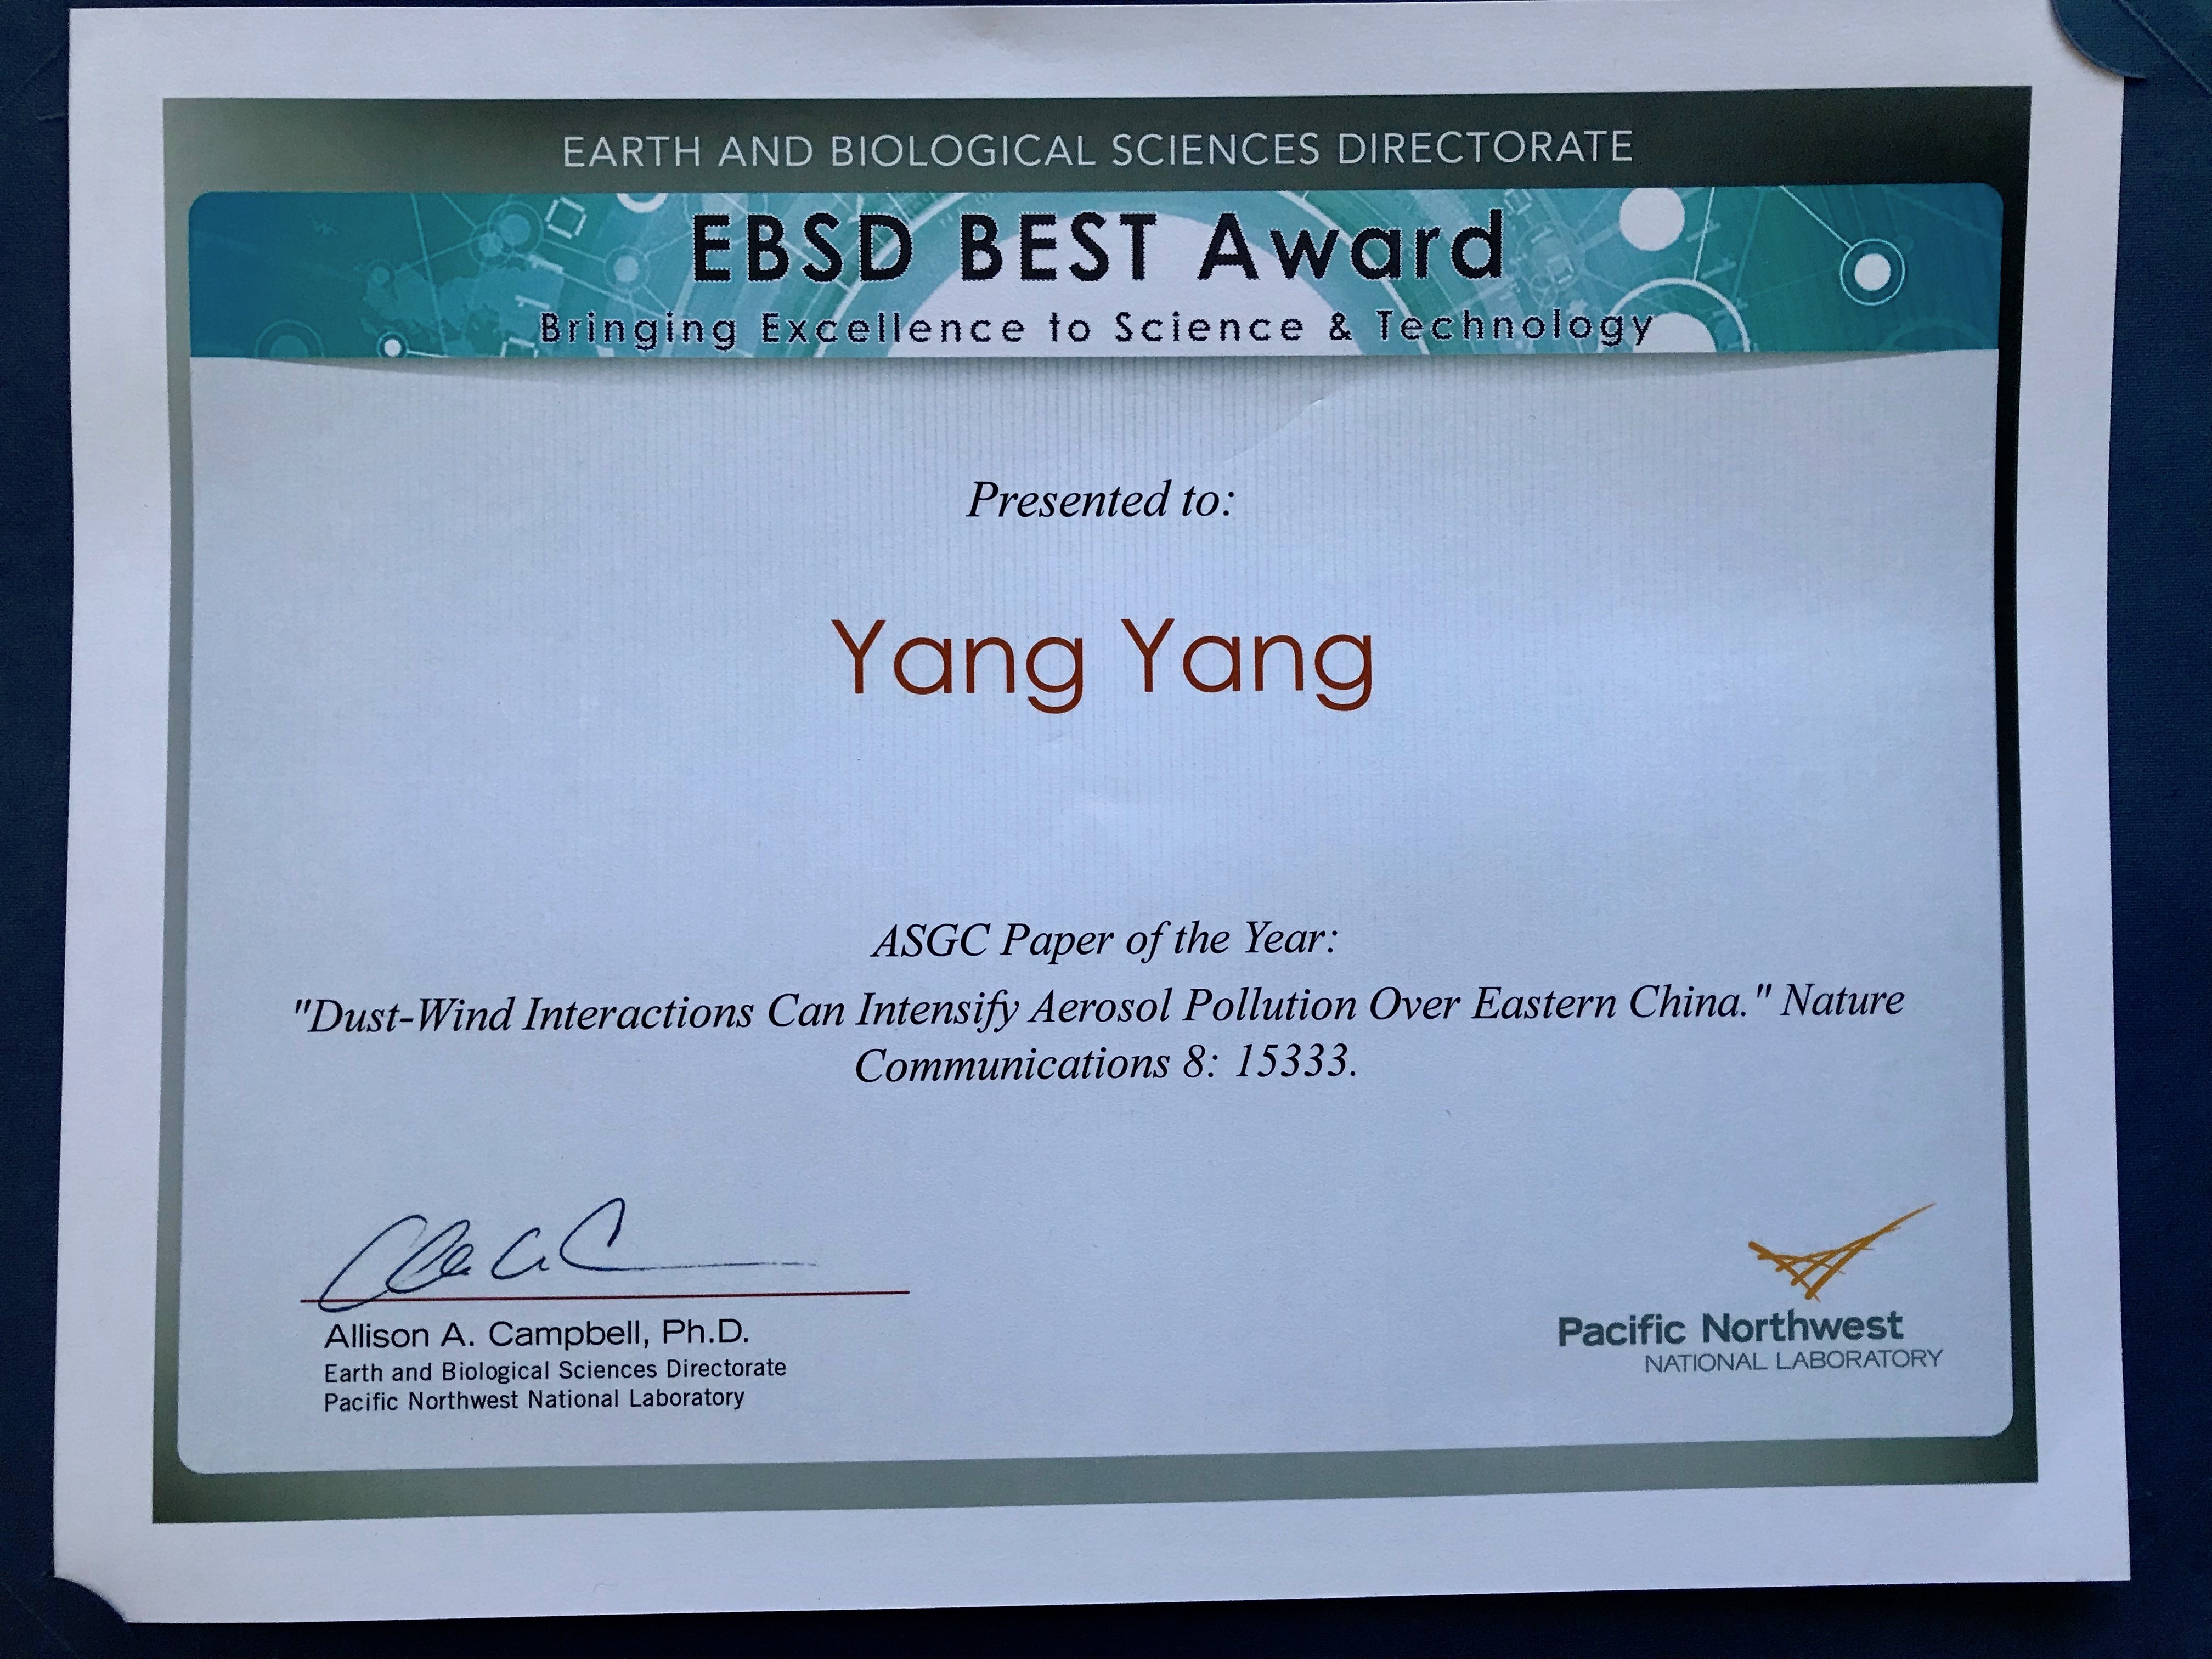 EARTH AND BIOLOGICAL SCIENCES DIRECTORATE
EBSD BEST Award
Bringing Excellence to Science & Technology
Presented to:
Yang Yang
ASGC Paper of the Year:
"Dust-Wind Interactions Can Intensify Aerosol Pollution Over Eastern China." Nature
Communications 8: 15333.
Allison A. Campbell, Ph.D.
Earth and Biological Sciences Directorate
Pacific Northwest National Laboratory
Pacific Northwest
NATIONAL LABORATORY